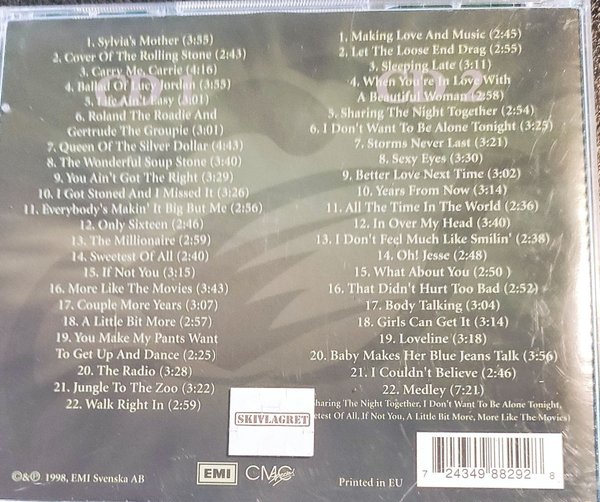 CD 1
1. Sylvia's Mother (3:55)
2. Cover Of The Rolling Stone (2:43)
3. Carry Me, Carrie (4:16)
4. Ballad Of Lucy Jordan (3:55)
5. Life Ain't Easy (3:01)
6. Roland The Roadie And
Gertrude The Groupie (3:01)
7. Queen Of The Silver Dollar (4:43)
8. The Wonderful Soup Stone (3:40)
9. You Ain't Got The Right (3:29)
10. I Got Stoned And I Missed It (3:26)
11. Everybody's Makin' It Big But Me (2:56)
12. Only Sixteen (2:46)
13. The Millionaire (2:59)
14. Sweetest Of All (2:40)
15. If Not You (3:15)
16. More Like The Movies (3:43)
17. Couple More Years (3:07)
18. A Little Bit More (2:57)
19. You Make My Pants Want
To Get Up And Dance (2:25)
20. The Radio (3:28)
21. Jungle To The Zoo (3:22)
22. Walk Right In (2:59)
CD 2
1. Making Love And Music (2:45)
2. Let The Loose End Drag (2:55)
3. Sleeping Late (3:11)
4. When You're In Love With
A Beautiful Woman (2:58)
5. Sharing The Night Together (2:54)
6. I Don't Want To Be Alone Tonight (3:25)
7. Storms Never Last (3:21)
8. Sexy Eyes (3:30)
9. Better Love Next Time (3:02)
10. Years From Now (3:14)
11. All The Time In The World (2:36)
12. In Over My Head (3:40)
13. I Don't Feel Much Like Smilin' (2:38)
14. Oh! Jesse (2:48)
15. What About You (2:50 )
16. That Didn't Hurt Too Bad (2:52)
17. Body Talking (3:04)
18. Girls Can Get It (3:14)
19. Loveline (3:18)
20. Baby Makes Her Blue Jeans Talk (3:56)
21. I Couldn't Believe (2:46)
22. Medley (7:21)
Sharing The Night Together, I Don't Want To Be Alone Tonight,
Of All, If Not You, A Little Bit More, More Like The Movies)
SKIVLAGRET
©&℗ 1998, EMI Svenska AB
EMI
CMC
Printed in EU
7 24349 88292 8